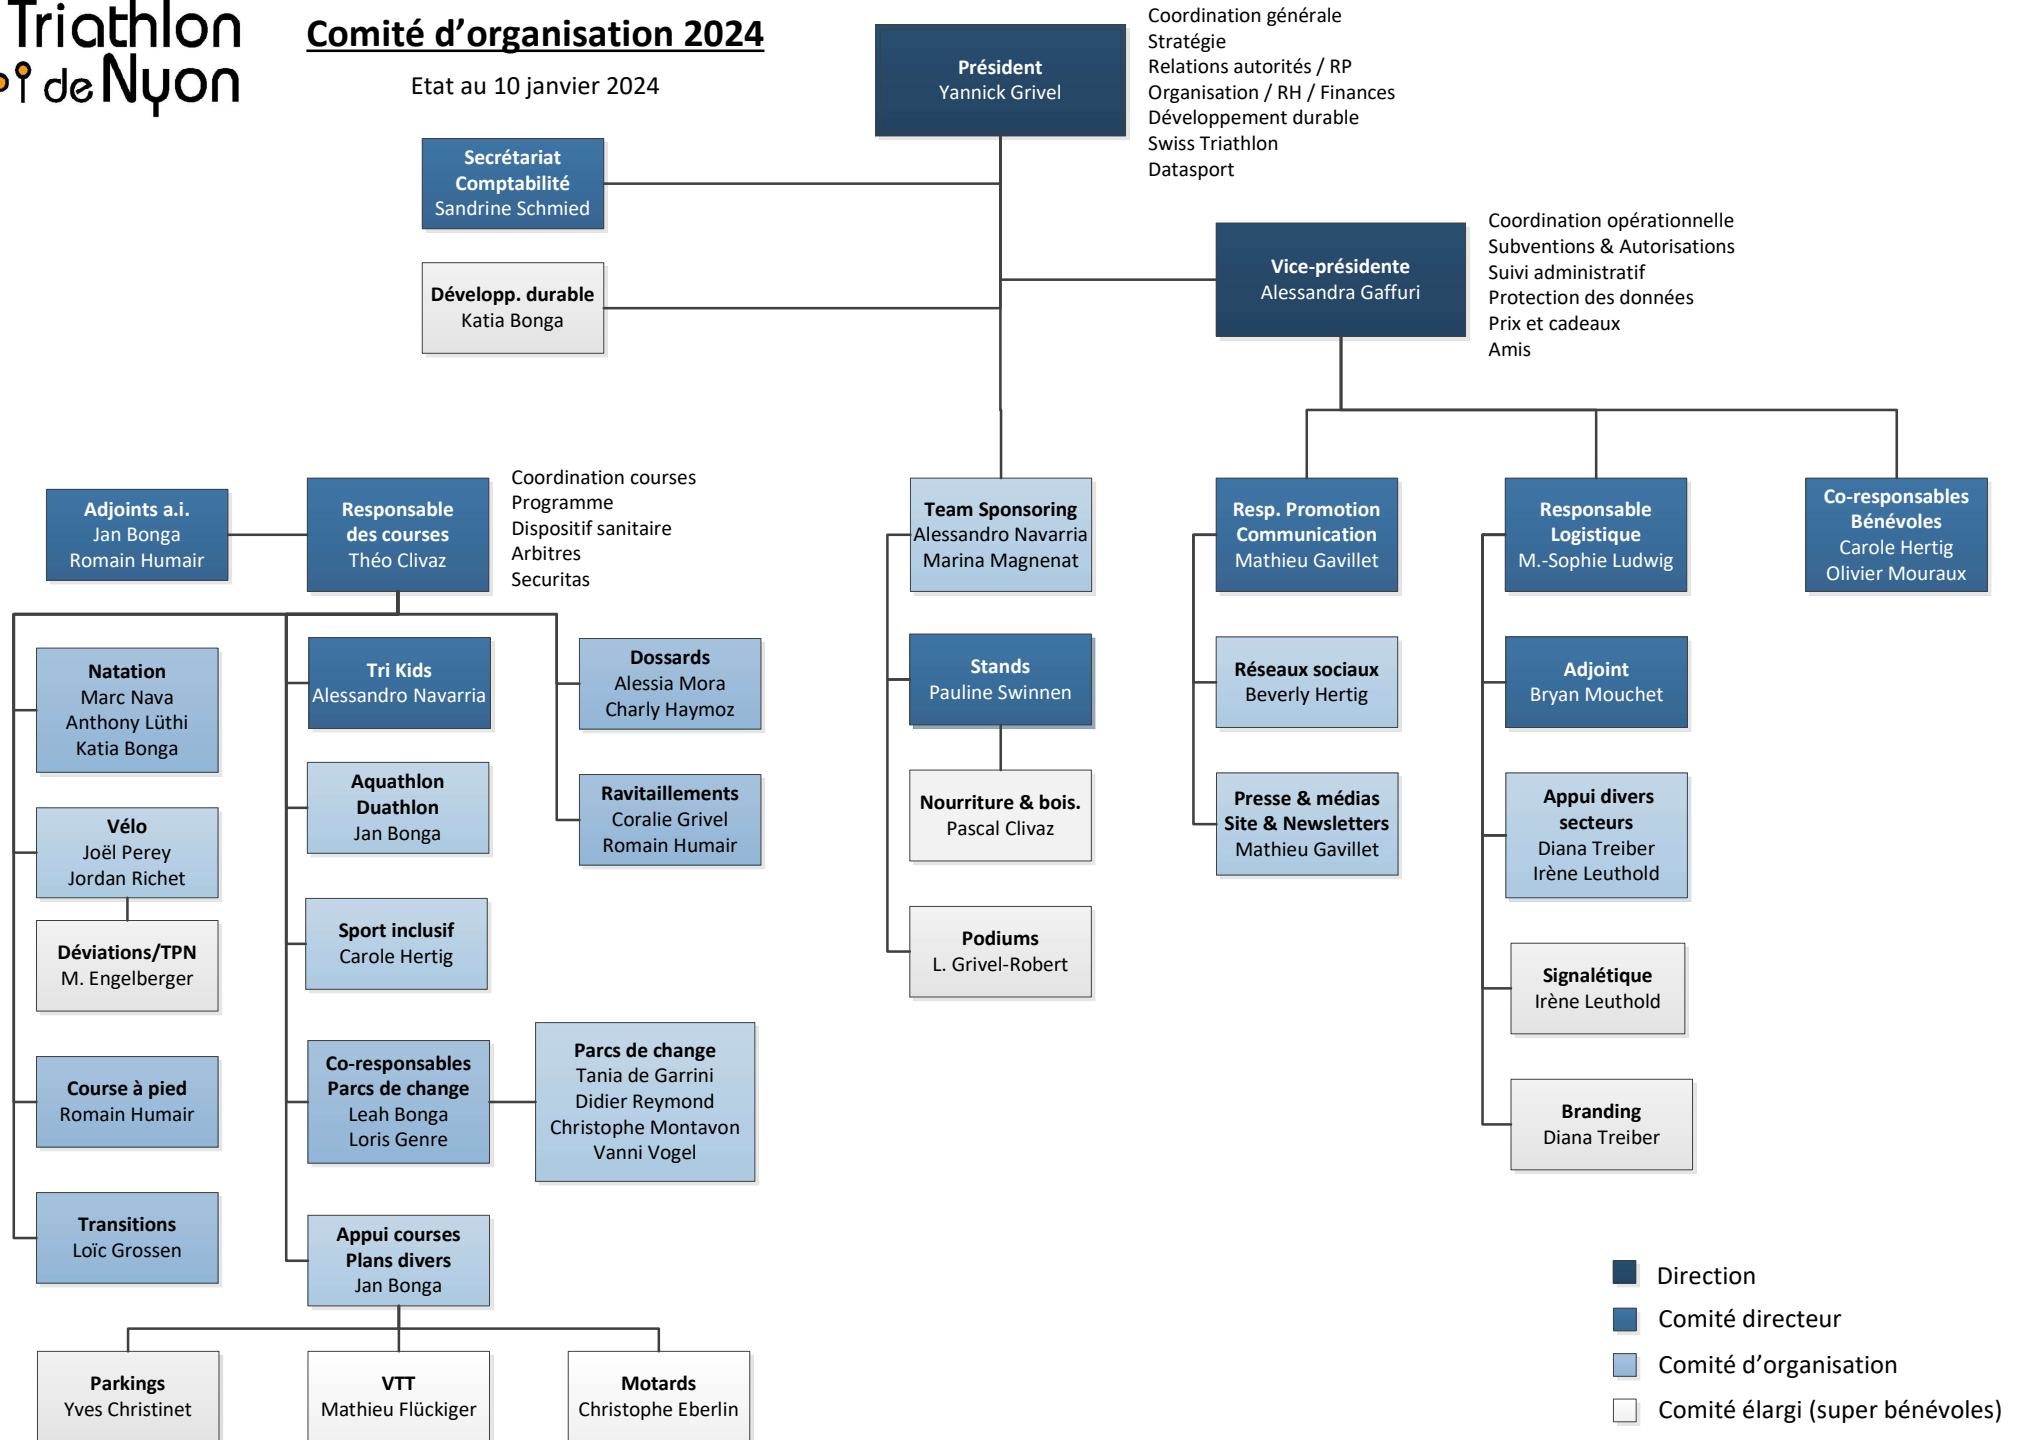 Triathlon
de Nyon
Comité d'organisation 2024
Etat au 10 janvier 2024
Président
Yannick Grivel
Coordination générale
Stratégie
Relations autorités / RP
Organisation / RH / Finances
Développement durable
Swiss Triathlon
Datasport
Secrétariat
Comptabilité
Sandrine Schmied
Développ. durable
Katia Bonga
Vice-présidente
Alessandra Gaffuri
Coordination opérationnelle
Subventions & Autorisations
Suivi administratif
Protection des données
Prix et cadeaux
Amis
Adjoints a.i.
Jan Bonga
Romain Humair
Responsable
des courses
Théo Clivaz
Coordination courses
Programme
Dispositif sanitaire
Arbitres
Securitas
Team Sponsoring
Alessandro Navarria
Marina Magnenat
Resp. Promotion
Communication
Mathieu Gavillet
Responsable
Logistique
M.-Sophie Ludwig
Co-responsables
Bénévoles
Carole Hertig
Olivier Mouraux
Natation
Marc Nava
Anthony Lüthi
Katia Bonga
Tri Kids
Alessandro Navarria
Dossards
Alessia Mora
Charly Haymoz
Stands
Pauline Swinnen
Réseaux sociaux
Beverly Hertig
Adjoint
Bryan Mouchet
Vélo
Joël Perey
Jordan Richet
Aquathlon
Duathlon
Jan Bonga
Ravitaillements
Coralie Grivel
Romain Humair
Nourriture & bois.
Pascal Clivaz
Presse & médias
Site & Newsletters
Mathieu Gavillet
Appui divers
secteurs
Diana Treiber
Irène Leuthold
Déviations/TPN
M. Engelberger
Sport inclusif
Carole Hertig
Podiums
L. Grivel-Robert
Signalétique
Irène Leuthold
Course à pied
Romain Humair
Co-responsables
Parcs de change
Leah Bonga
Loris Genre
Parcs de change
Tania de Garrini
Didier Reymond
Christophe Montavon
Vanni Vogel
Branding
Diana Treiber
Transitions
Loïc Grossen
Appui courses
Plans divers
Jan Bonga
Parkings
Yves Christinet
VTT
Mathieu Flückiger
Motards
Christophe Eberlin
Direction
Comité directeur
Comité d'organisation
Comité élargi (super bénévoles)